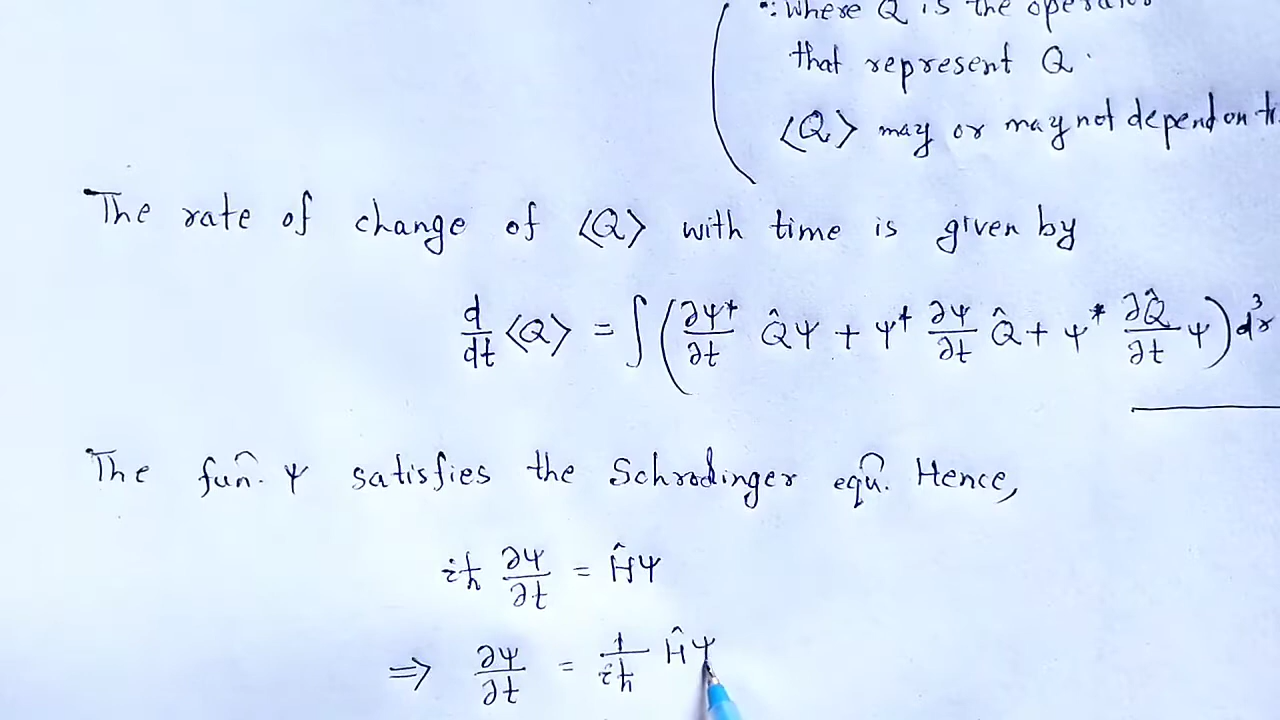 ∵ Where Q̂ is the
that represent Q.
⟨Q⟩ may or may not depend on
The rate of change of ⟨Q⟩ with time is given by
d/dt ⟨Q⟩ = ∫ ( ∂ψ*/∂t Q̂ψ + ψ* ∂ψ/∂t Q̂ + ψ* ∂Q̂/∂t ψ ) d³r
The fun. ψ satisfies the Schrodinger equ. Hence,
iħ ∂ψ/∂t = Ĥψ
⇒ ∂ψ/∂t = 1/iħ Ĥψ